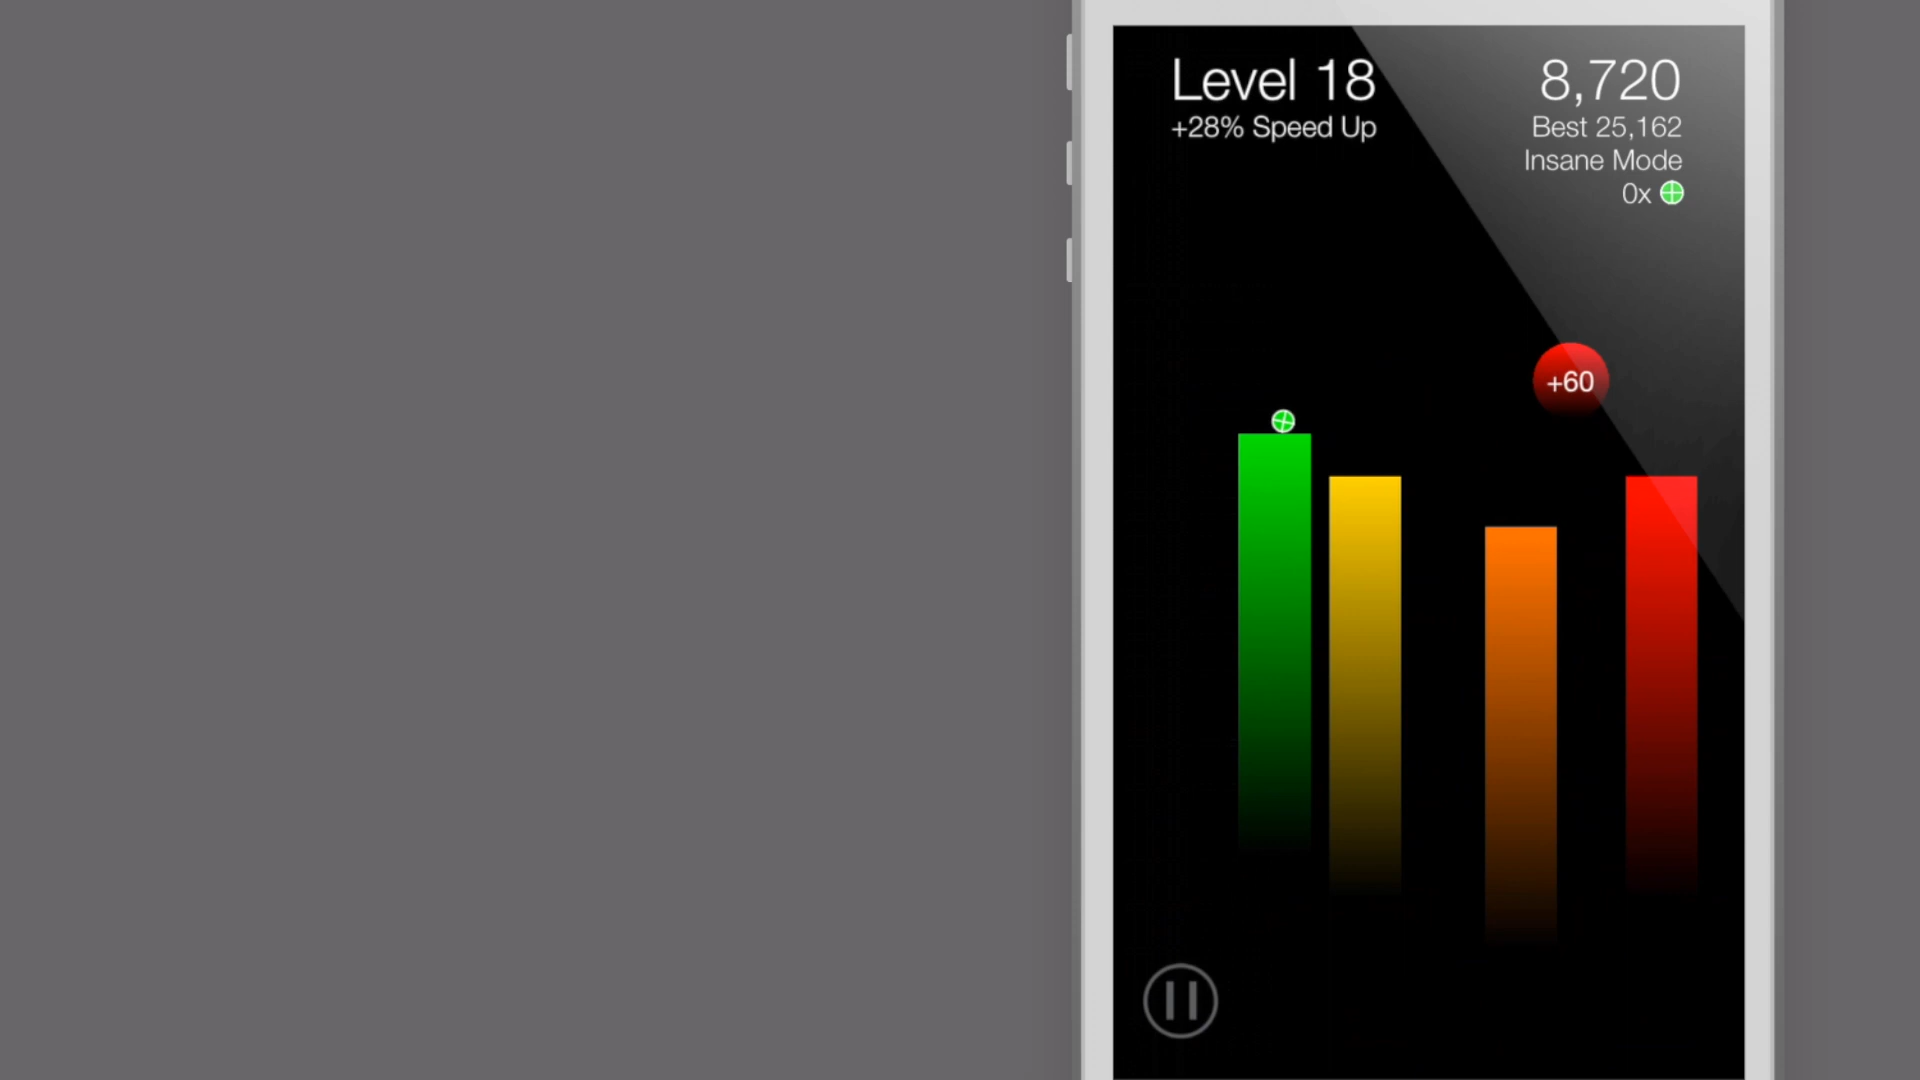 Level 18
+28% Speed Up
8,720
Best 25,162
Insane Mode
0x
+60